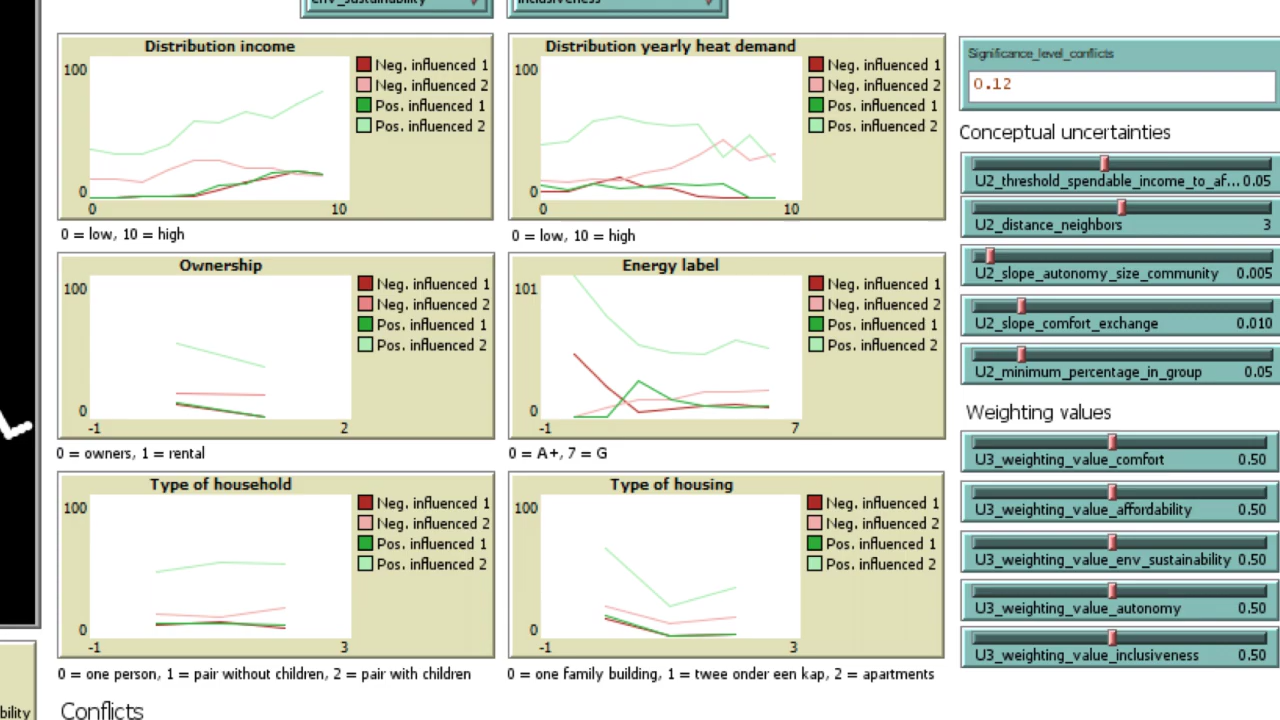 env_sustainability
inclusiveness
Distribution income
100
0
0
10
Neg. influenced 1
Neg. influenced 2
Pos. influenced 1
Pos. influenced 2
0 = low, 10 = high
Distribution yearly heat demand
100
0
0
10
Neg. influenced 1
Neg. influenced 2
Pos. influenced 1
Pos. influenced 2
0 = low, 10 = high
Ownership
100
0
-1
2
Neg. influenced 1
Neg. influenced 2
Pos. influenced 1
Pos. influenced 2
0 = owners, 1 = rental
Energy label
101
0
-1
7
Neg. influenced 1
Neg. influenced 2
Pos. influenced 1
Pos. influenced 2
0 = A+, 7 = G
Type of household
100
0
-1
3
Neg. influenced 1
Neg. influenced 2
Pos. influenced 1
Pos. influenced 2
0 = one person, 1 = pair without children, 2 = pair with children
Type of housing
100
0
-1
3
Neg. influenced 1
Neg. influenced 2
Pos. influenced 1
Pos. influenced 2
0 = one family building, 1 = twee onder een kap, 2 = apartments
Significance_level_conflicts
0.12
Conceptual uncertainties
U2_threshold_spendable_income_to_af... 0.05
U2_distance_neighbors 3
U2_slope_autonomy_size_community 0.005
U2_slope_comfort_exchange 0.010
U2_minimum_percentage_in_group 0.05
Weighting values
U3_weighting_value_comfort 0.50
U3_weighting_value_affordability 0.50
U3_weighting_value_env_sustainability 0.50
U3_weighting_value_autonomy 0.50
U3_weighting_value_inclusiveness 0.50
bility
Conflicts